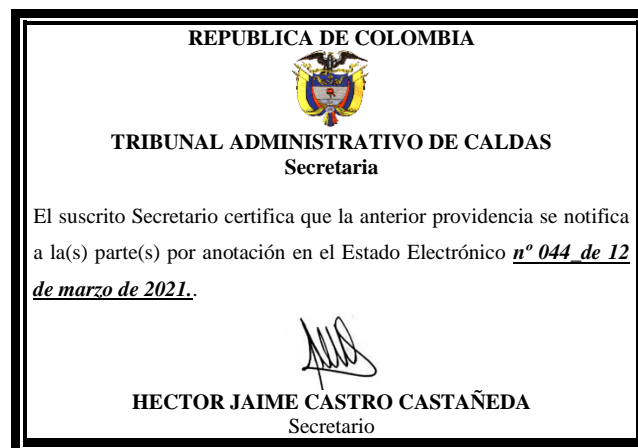 REPUBLICA DE COLOMBIA
TRIBUNAL ADMINISTRATIVO DE CALDAS
Secretaria
El suscrito Secretario certifica que la anterior providencia se notifica
a la(s) parte(s) por anotación en el Estado Electrónico nº 044_de 12
de marzo de 2021..
HECTOR JAIME CASTRO CASTAÑEDA
Secretario